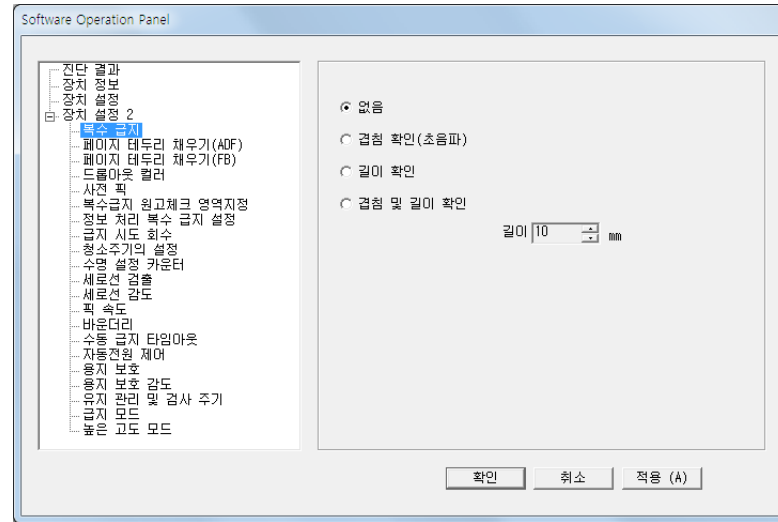 Software Operation Panel
진단 결과
장치 정보
장치 설정
장치 설정 2
복수 급지
페이지 테두리 채우기(ADF)
페이지 테두리 채우기(FB)
드롭아웃 컬러
사전 픽
복수급지 원고체크 영역지정
정보 처리 복수 급지 설정
급지 시도 회수
청소주기의 설정
수명 설정 카운터
세로선 검출
세로선 감도
픽 속도
바운더리
수동 급지 타임아웃
자동전원 제어
용지 보호
용지 보호 감도
유지 관리 및 검사 주기
급지 모드
높은 고도 모드
없음
겹침 확인(초음파)
길이 확인
겹침 및 길이 확인
길이 10 mm
확인 취소 적용 (A)